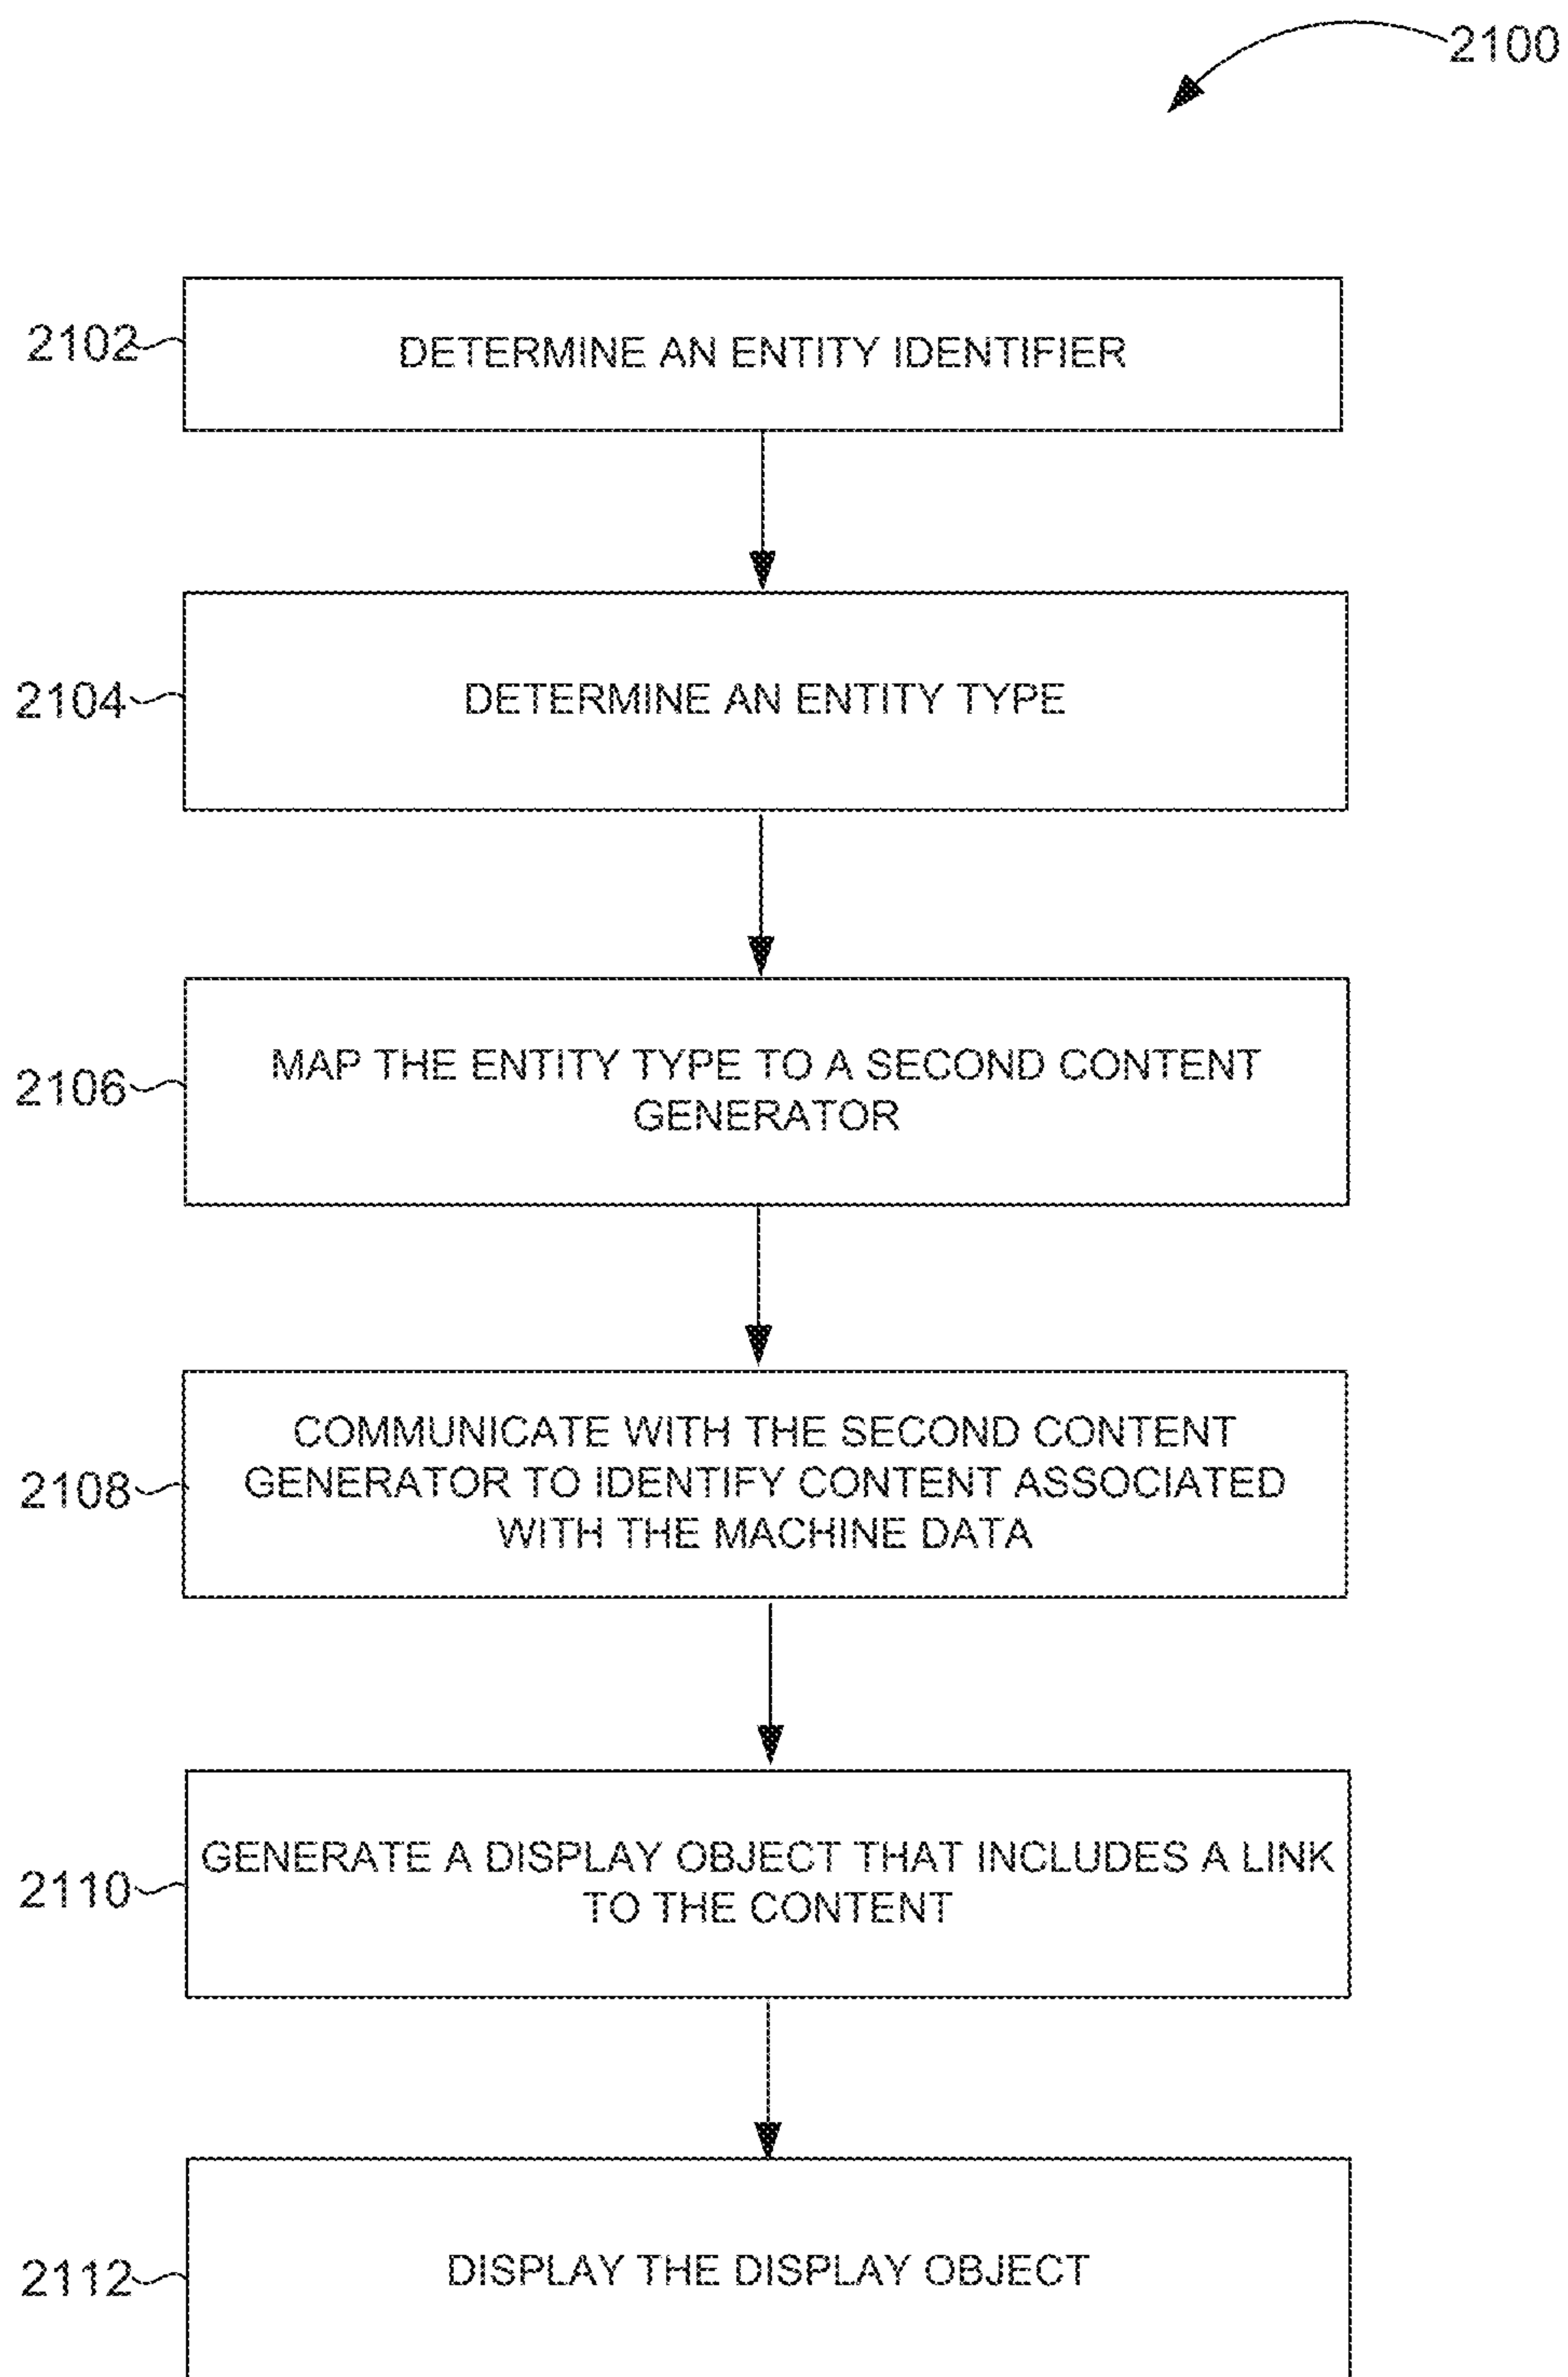 2100
2102
DETERMINE AN ENTITY IDENTIFIER
2104
DETERMINE AN ENTITY TYPE
2106
MAP THE ENTITY TYPE TO A SECOND CONTENT
GENERATOR
2108
COMMUNICATE WITH THE SECOND CONTENT
GENERATOR TO IDENTIFY CONTENT ASSOCIATED
WITH THE MACHINE DATA
2110
GENERATE A DISPLAY OBJECT THAT INCLUDES A LINK
TO THE CONTENT
2112
DISPLAY THE DISPLAY OBJECT